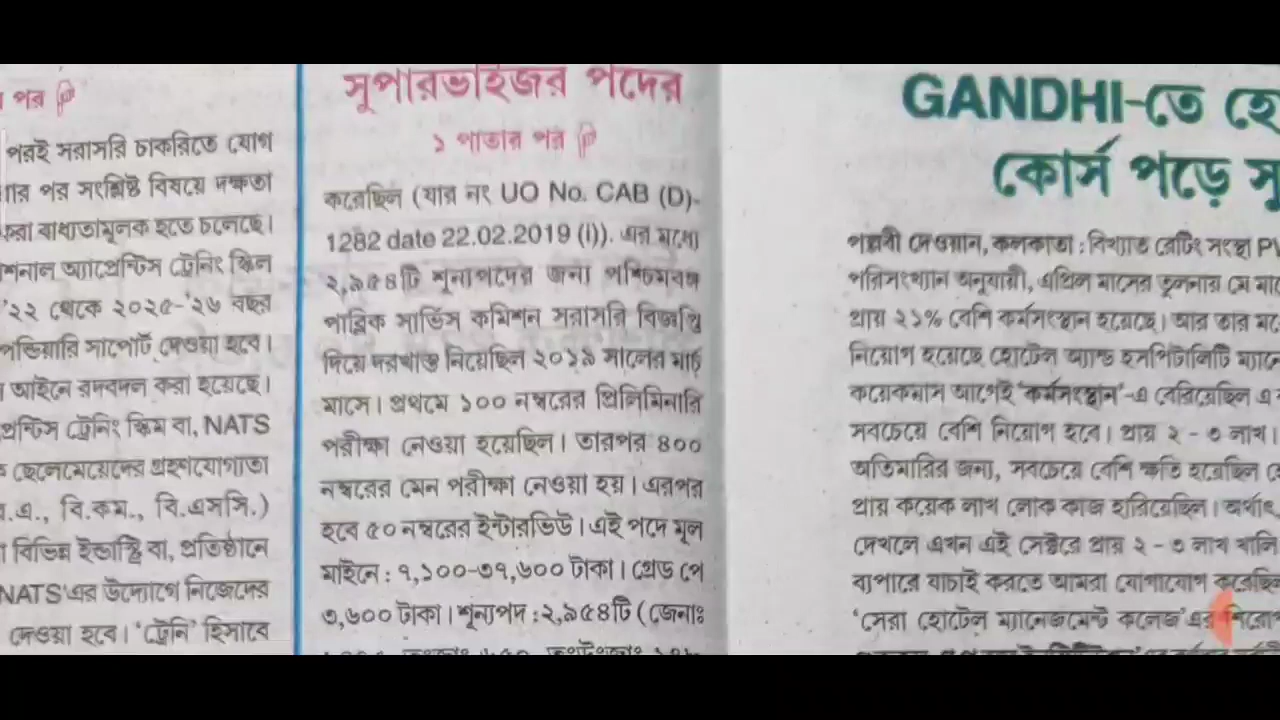 পর
পরই সরাসরি চাকরিতে যোগ
পর সংশ্লিষ্ট বিষয়ে দক্ষতা
বাধ্যতামূলক হতে চলেছে।
অ্যাপ্রেন্টিস ট্রেনিং স্কিল
'২২ থেকে ২০২৫-'২৬ বছর
সাপোর্ট দেওয়া হবে।
আইনে রদবদল করা হয়েছে।
ট্রেনিং স্কিম বা, NATS
ছেলেমেয়েদের গ্রহণযোগ্যতা
এ., বি.কম., বি.এসসি.)
বিভিন্ন ইন্ডাস্ট্রি বা, প্রতিষ্ঠানে
NATS'এর উদ্যোগে নিজেদের
দেওয়া হবে। 'ট্রেনি' হিসাবে
সুপারভাইজর পদের
১ পাতার পর
করেছিল (যার নং UO No. CAB (D)-
1282 date 22.02.2019 (i)). এর মধ্যে
২,৯৫৪টি শূন্যপদের জন্য পশ্চিমবঙ্গ
পাব্লিক সার্ভিস কমিশন সরাসরি বিজ্ঞপ্তি
দিয়ে দরখাস্ত নিয়েছিল ২০১৯ সালের মার্চ
মাসে। প্রথমে ১০০ নম্বরের প্রিলিমিনারি
পরীক্ষা নেওয়া হয়েছিল। তারপর ৪০০
নম্বরের মেন পরীক্ষা নেওয়া হয়। এরপর
হবে ৫০ নম্বরের ইন্টারভিউ। এই পদে মূল
মাইনে : ৭,১০০-৩৭,৬০০ টাকা। গ্রেড পে
৩,৬০০ টাকা। শূন্যপদ : ২,৯৫৪টি (জেনাঃ
GANDHI-তে
কোর্স পড়ে
পল্লবী দেওয়ান, কলকাতা : বিখ্যাত রেটিং সংস্থা
পরিসংখ্যান অনুযায়ী, এপ্রিল মাসের তুলনায় মে
প্রায় ২১% বেশি কর্মসংস্থান হয়েছে। আর তার
নিয়োগ হয়েছে হোটেল অ্যান্ড হসপিটালিটি
কয়েকমাস আগেই 'কর্মসংস্থান'-এ বেরিয়েছিল এ
সবচেয়ে বেশি নিয়োগ হবে। প্রায় ২ - ৩ লাখ।
অতিমারির জন্য, সবচেয়ে বেশি ক্ষতি হয়েছিল
প্রায় কয়েক লাখ লোক কাজ হারিয়েছিল। অর্থাৎ
দেখলে এখন এই সেক্টরে প্রায় ২ - ৩ লাখ খালি
ব্যাপারে যাচাই করতে আমরা যোগাযোগ
'সেরা হোটেল ম্যানেজমেন্ট কলেজ'এর